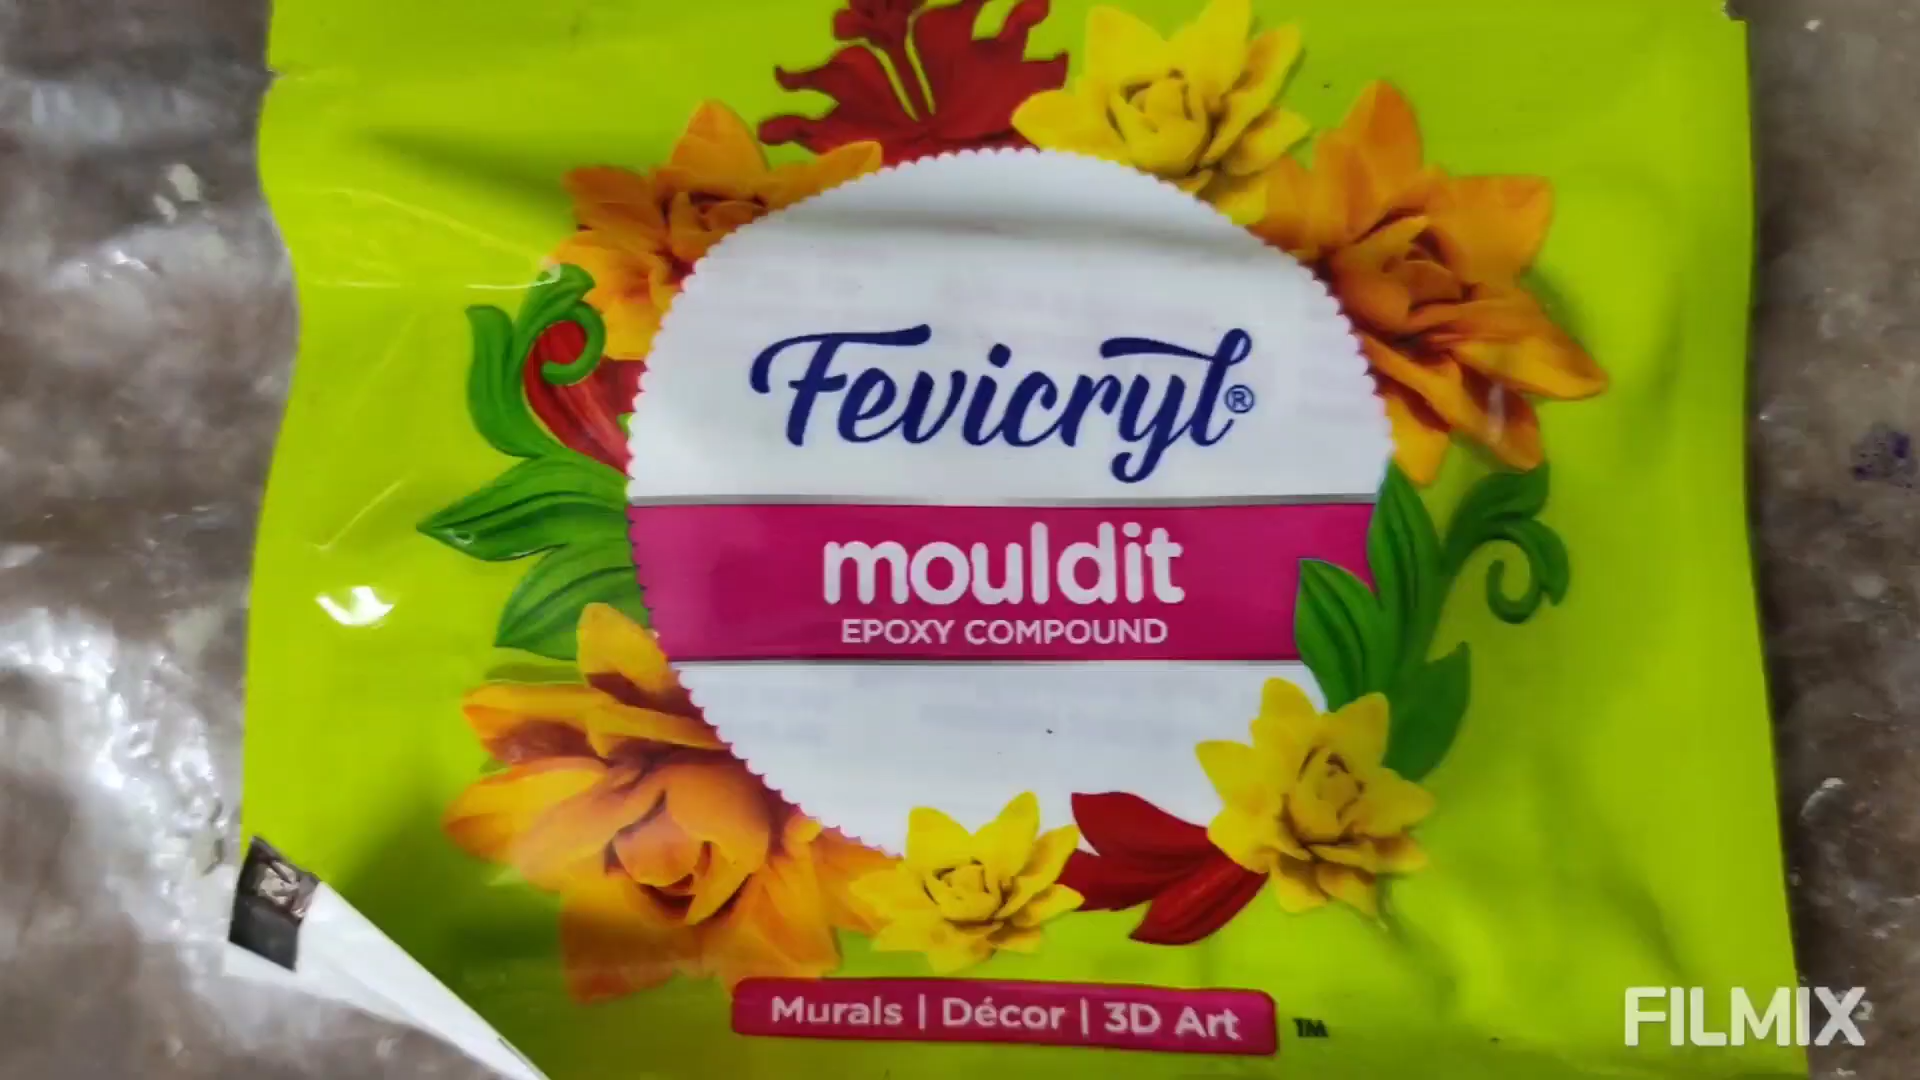 Fevicryl®
mouldit
EPOXY COMPOUND
Murals | Décor | 3D Art ™
FILMIX